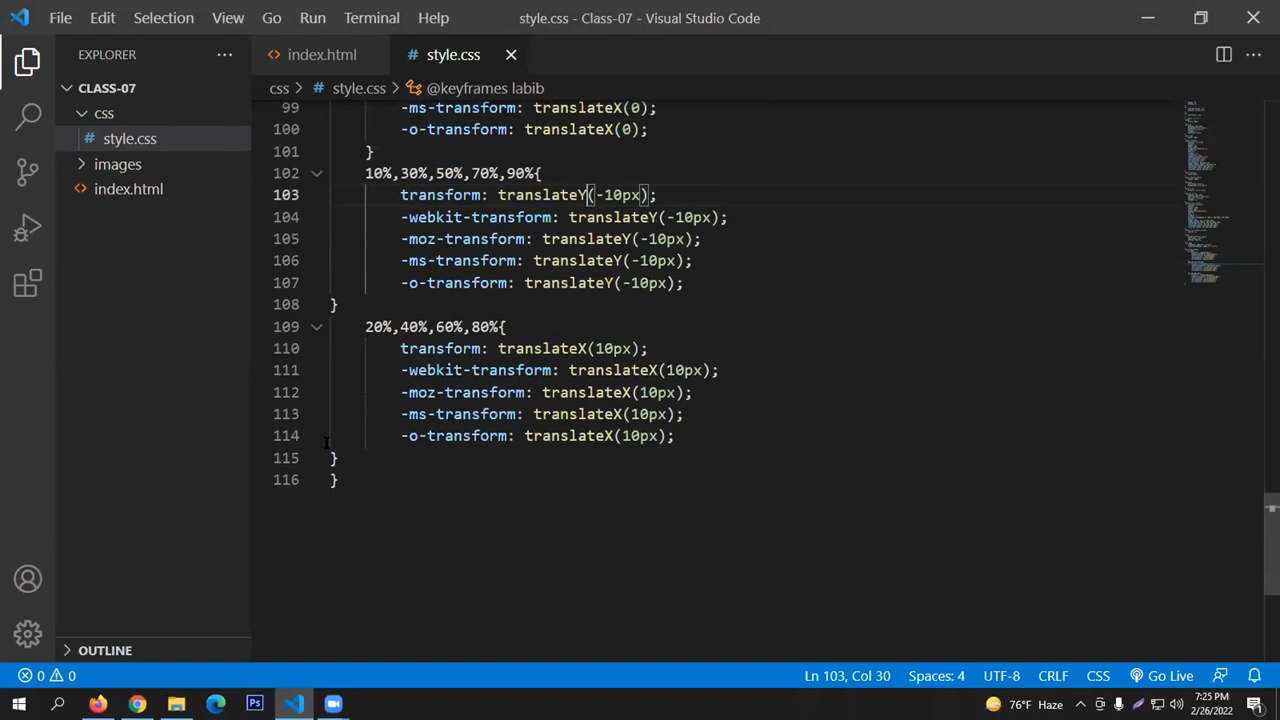 File Edit Selection View Go Run Terminal Help style.css - Class-07 - Visual Studio Code
EXPLORER
index.html
# style.css
CLASS-07
css > # style.css > @keyframes labib
css
# style.css
images
index.html
99 -ms-transform: translateX(0);
100 -o-transform: translateX(0);
101 }
102 10%,30%,50%,70%,90%{
103 transform: translateY(-10px);
104 -webkit-transform: translateY(-10px);
105 -moz-transform: translateY(-10px);
106 -ms-transform: translateY(-10px);
107 -o-transform: translateY(-10px);
108 }
109 20%,40%,60%,80%{
110 transform: translateX(10px);
111 -webkit-transform: translateX(10px);
112 -moz-transform: translateX(10px);
113 -ms-transform: translateX(10px);
114 -o-transform: translateX(10px);
115 }
116 }
OUTLINE
0 0 Ln 103, Col 30 Spaces: 4 UTF-8 CRLF CSS Go Live
Ps 76°F Haze 7:25 PM
2/26/2022